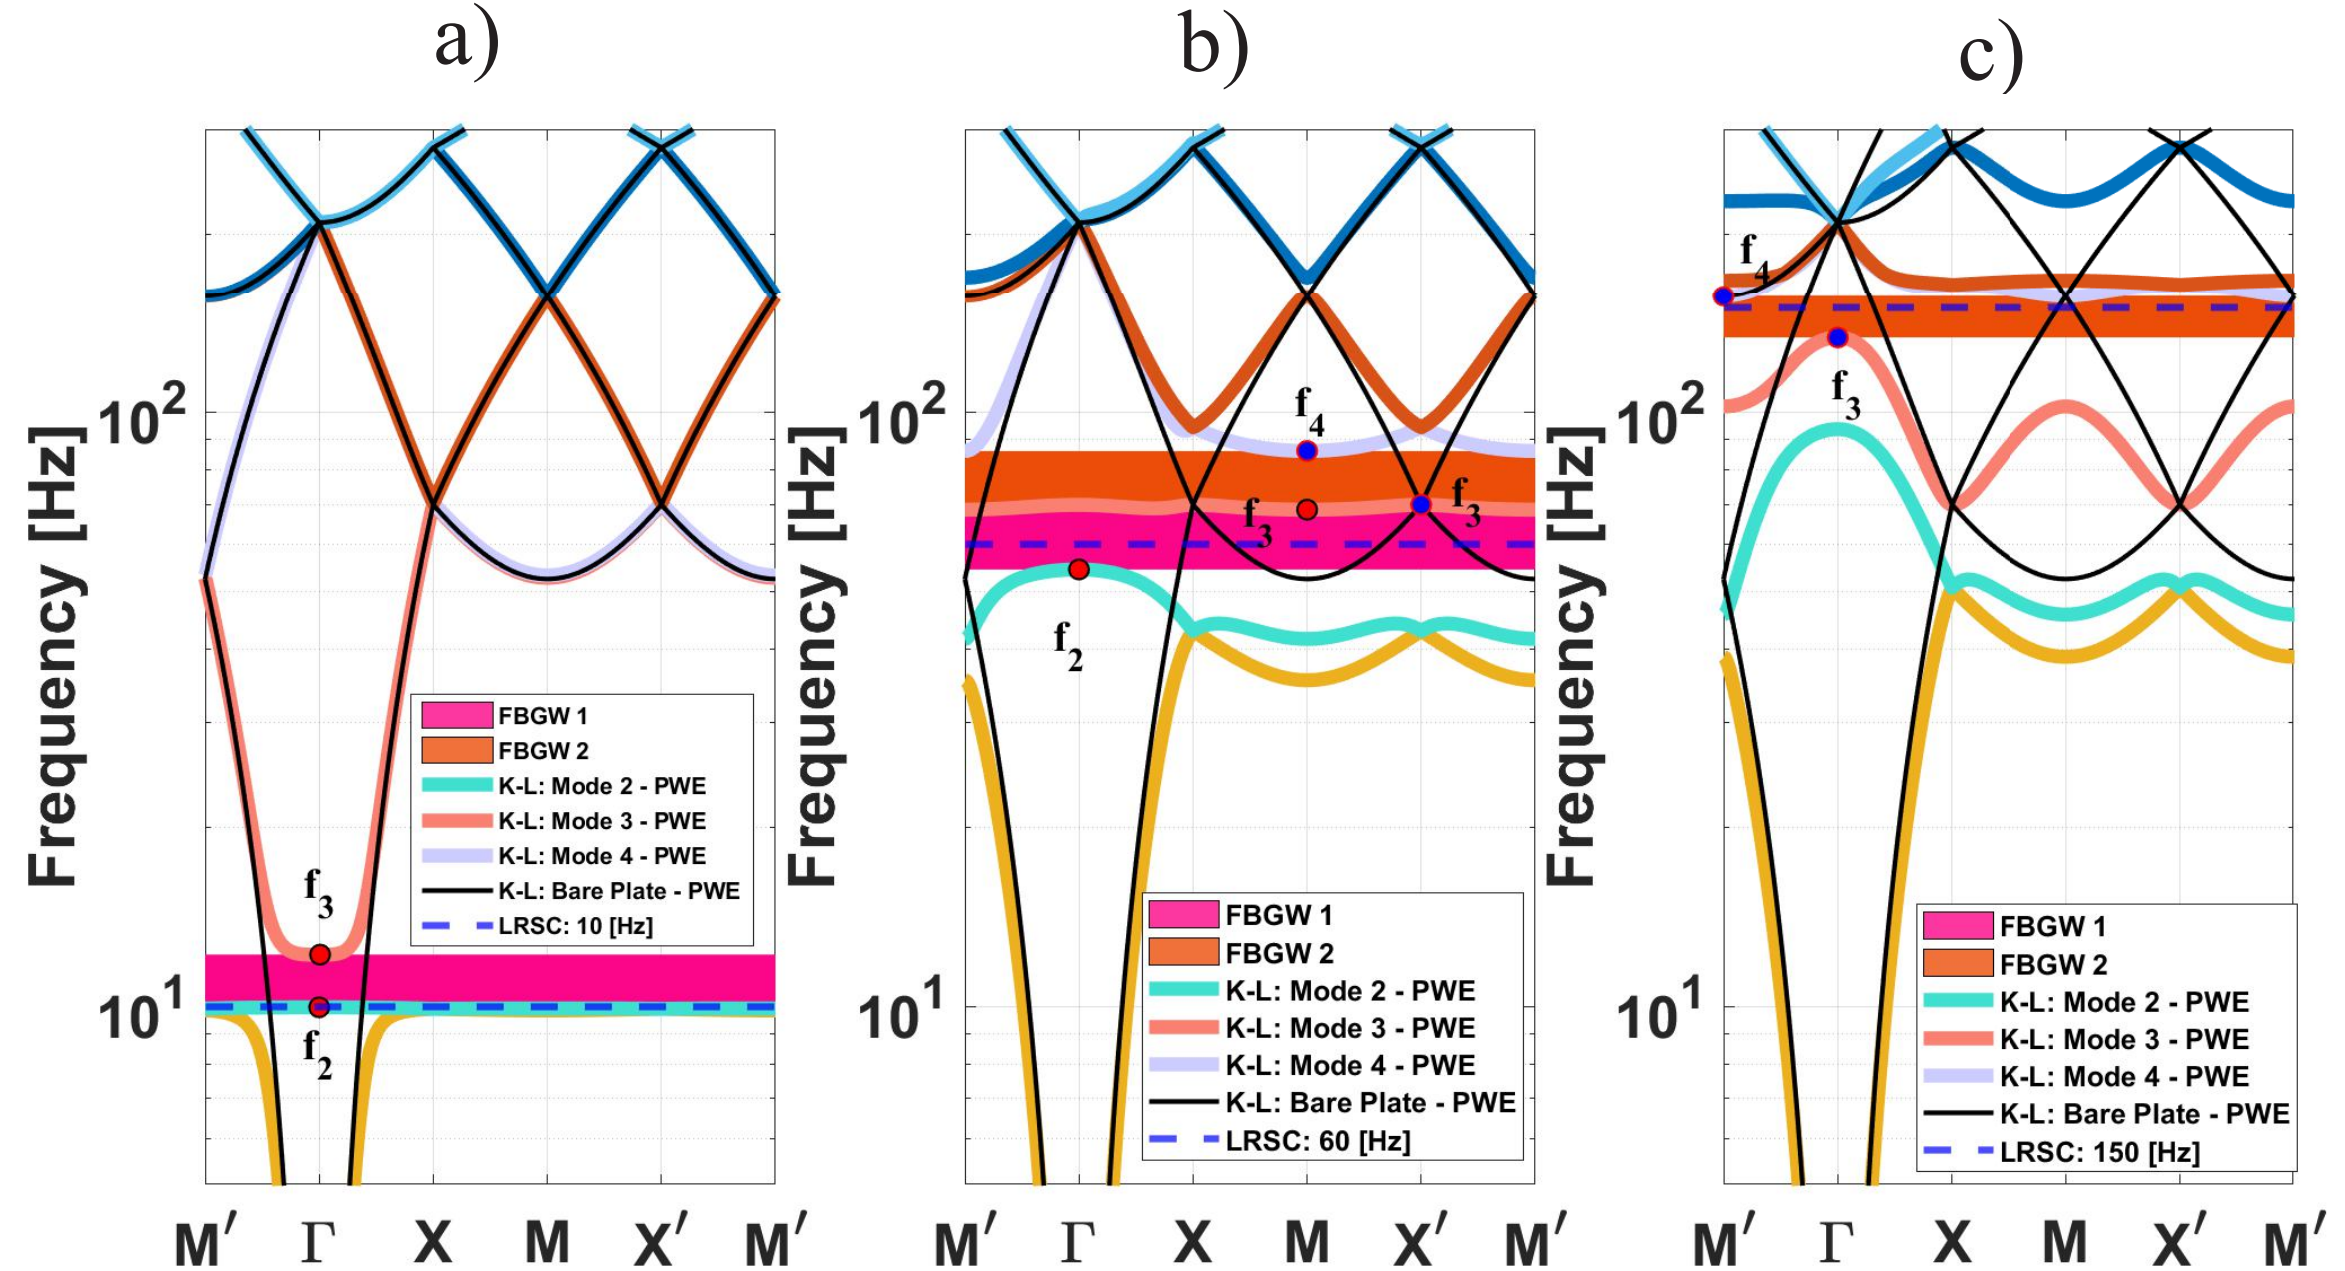 a)
b)
c)
Frequency [Hz]
10²
10¹
f₃
f₂
FBGW 1
FBGW 2
K-L: Mode 2 - PWE
K-L: Mode 3 - PWE
K-L: Mode 4 - PWE
K-L: Bare Plate - PWE
LRSC: 10 [Hz]
M′ Γ X M X′ M′
Frequency [Hz]
10²
10¹
f₄
f₃
f₃
f₂
FBGW 1
FBGW 2
K-L: Mode 2 - PWE
K-L: Mode 3 - PWE
K-L: Mode 4 - PWE
K-L: Bare Plate - PWE
LRSC: 60 [Hz]
M′ Γ X M X′ M′
Frequency [Hz]
10²
10¹
f₄
f₃
FBGW 1
FBGW 2
K-L: Mode 2 - PWE
K-L: Mode 3 - PWE
K-L: Mode 4 - PWE
K-L: Bare Plate - PWE
LRSC: 150 [Hz]
M′ Γ X M X′ M′